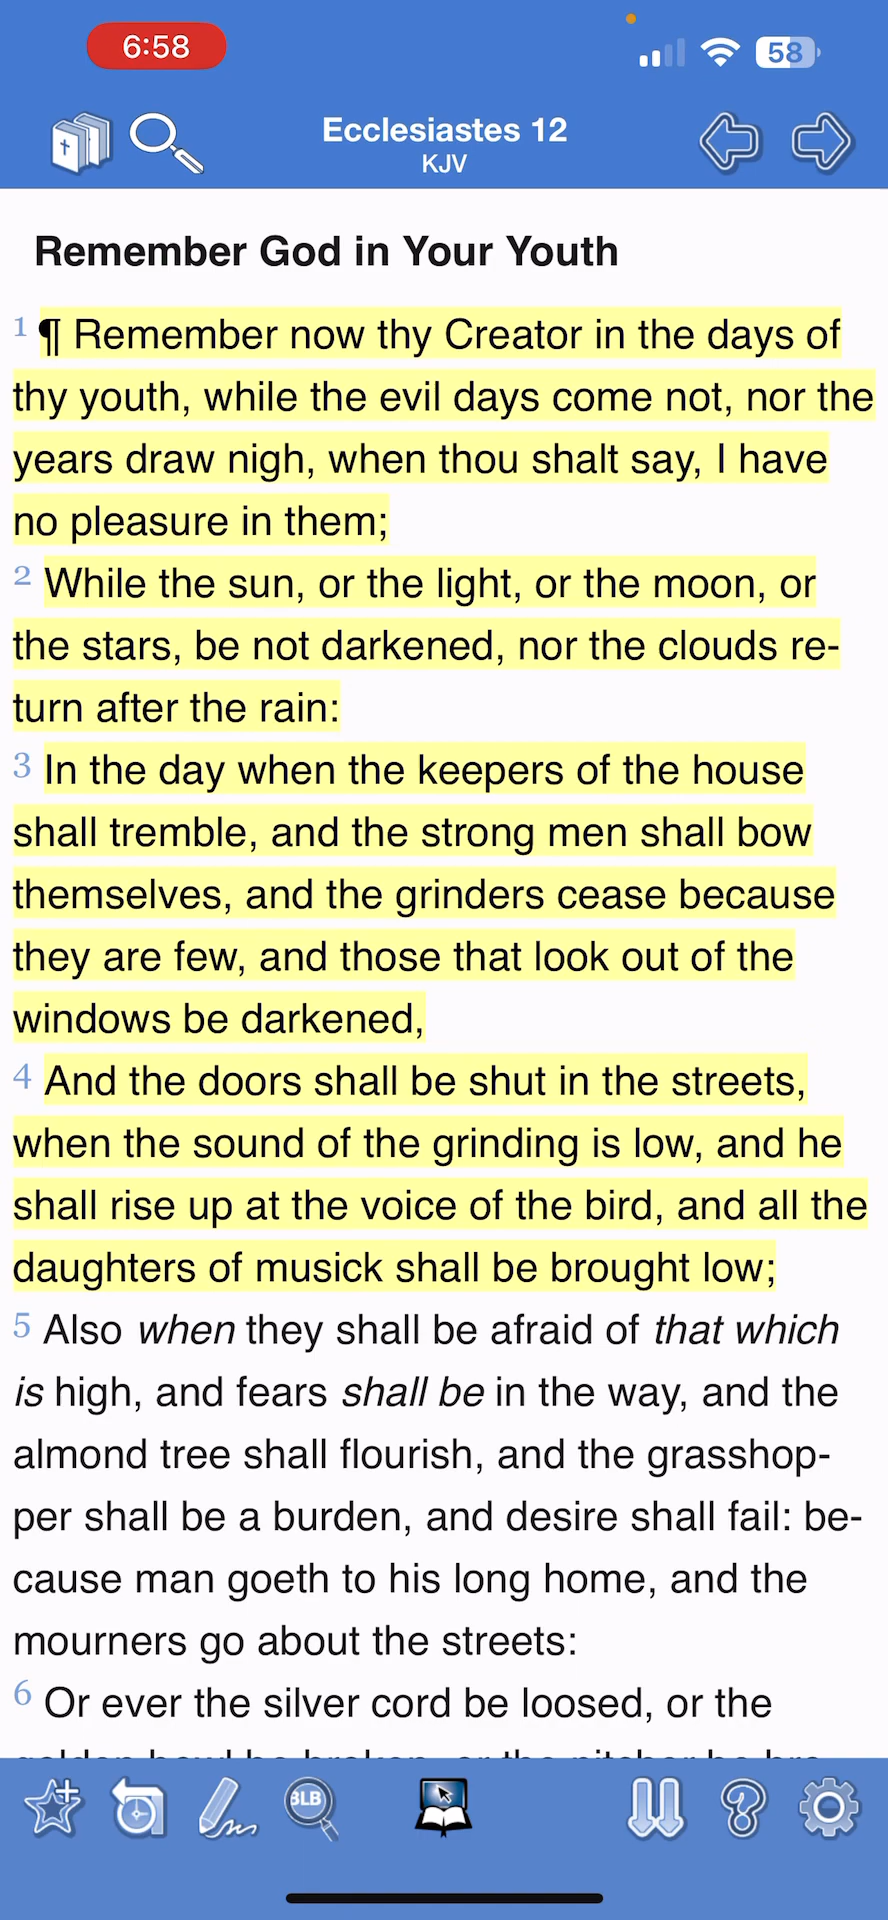 6:58
58
Ecclesiastes 12
KJV
Remember God in Your Youth
1 ¶ Remember now thy Creator in the days of
thy youth, while the evil days come not, nor the
years draw nigh, when thou shalt say, I have
no pleasure in them;
2 While the sun, or the light, or the moon, or
the stars, be not darkened, nor the clouds re-
turn after the rain:
3 In the day when the keepers of the house
shall tremble, and the strong men shall bow
themselves, and the grinders cease because
they are few, and those that look out of the
windows be darkened,
4 And the doors shall be shut in the streets,
when the sound of the grinding is low, and he
shall rise up at the voice of the bird, and all the
daughters of musick shall be brought low;
5 Also when they shall be afraid of that which
is high, and fears shall be in the way, and the
almond tree shall flourish, and the grasshop-
per shall be a burden, and desire shall fail: be-
cause man goeth to his long home, and the
mourners go about the streets:
6 Or ever the silver cord be loosed, or the
golden bowl be broken, or the pitcher be bro-
BLB